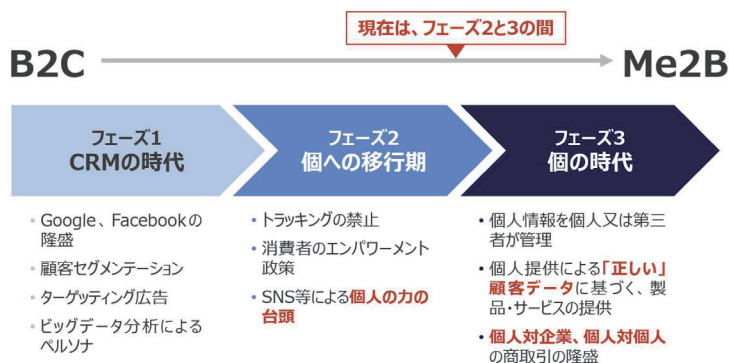 現在は、フェーズ2と3の間
B2C
Me2B
フェーズ1
CRMの時代
フェーズ2
個への移行期
フェーズ3
個の時代
• Google、Facebookの
隆盛
• 顧客セグメンテーション
• ターゲッティング広告
• ビッグデータ分析による
ペルソナ
• トラッキングの禁止
• 消費者のエンパワーメント
政策
• SNS等による個人の力の
台頭
• 個人情報を個人又は第三
者が管理
• 個人提供による「正しい」
顧客データに基づく、製
品・サービスの提供
• 個人対企業、個人対個人
の商取引の隆盛